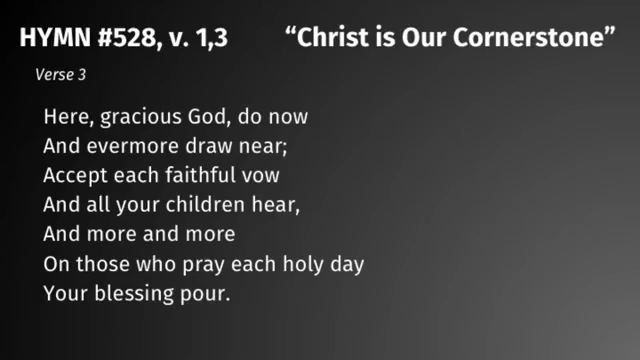 HYMN #528, v. 1,3 “Christ is Our Cornerstone”
Verse 3
Here, gracious God, do now
And evermore draw near;
Accept each faithful vow
And all your children hear,
And more and more
On those who pray each holy day
Your blessing pour.